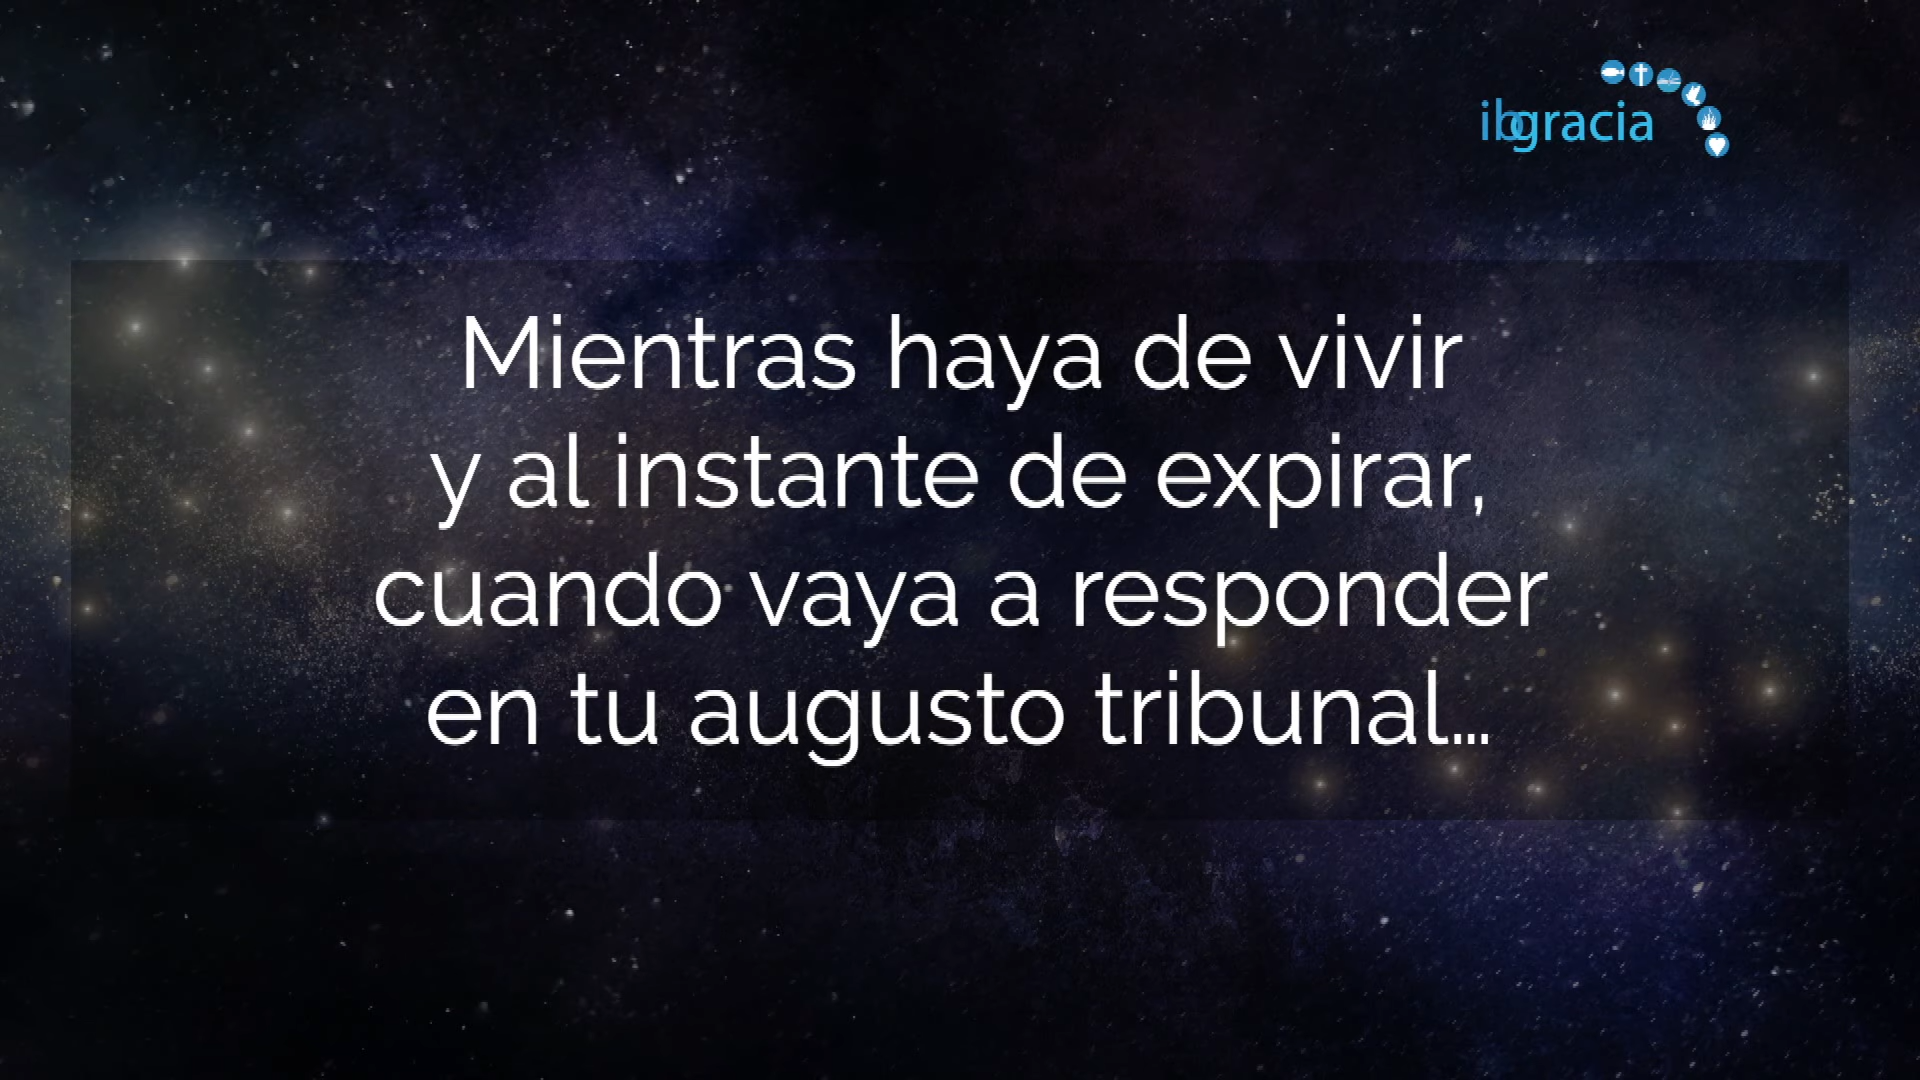 ibgracia
Mientras haya de vivir
y al instante de expirar,
cuando vaya a responder
en tu augusto tribunal...